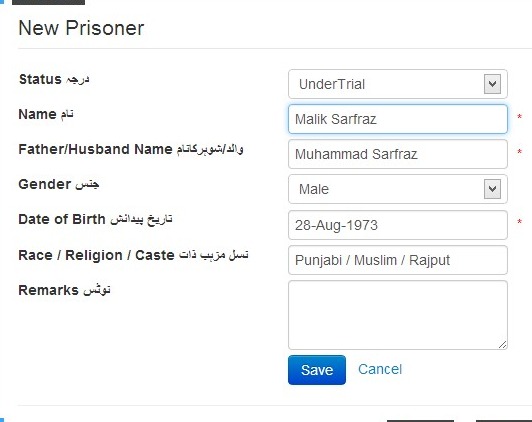 New Prisoner
Status درجہ
UnderTrial
Name نام
Malik Sarfraz
*
Father/Husband Name والد/شوہرکانام
Muhammad Sarfraz
*
Gender جنس
Male
Date of Birth تاریخ پیدائش
28-Aug-1973
*
Race / Religion / Caste نسل مزہب ذات
Punjabi / Muslim / Rajput
Remarks نوٹس
Save Cancel